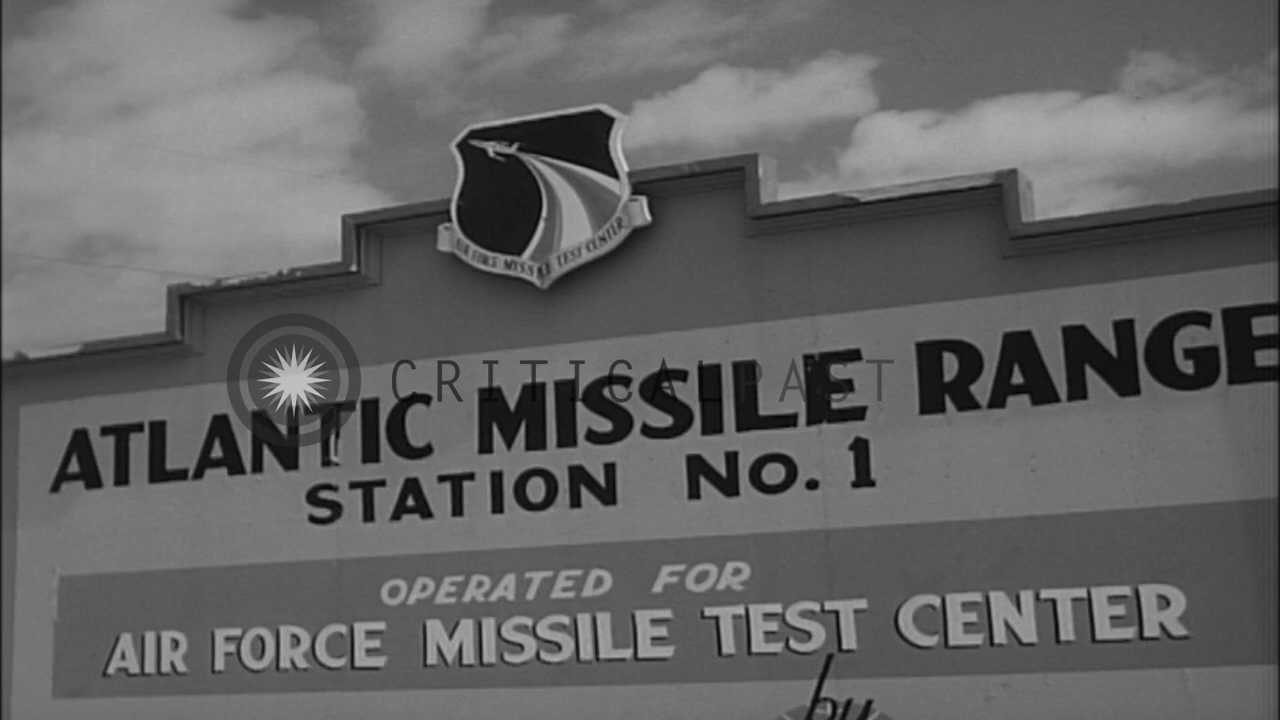 AIR FORCE MISSILE TEST CENTER
CRITICAL PAST
ATLANTIC MISSILE RANGE
STATION NO. 1
OPERATED FOR
AIR FORCE MISSILE TEST CENTER
by